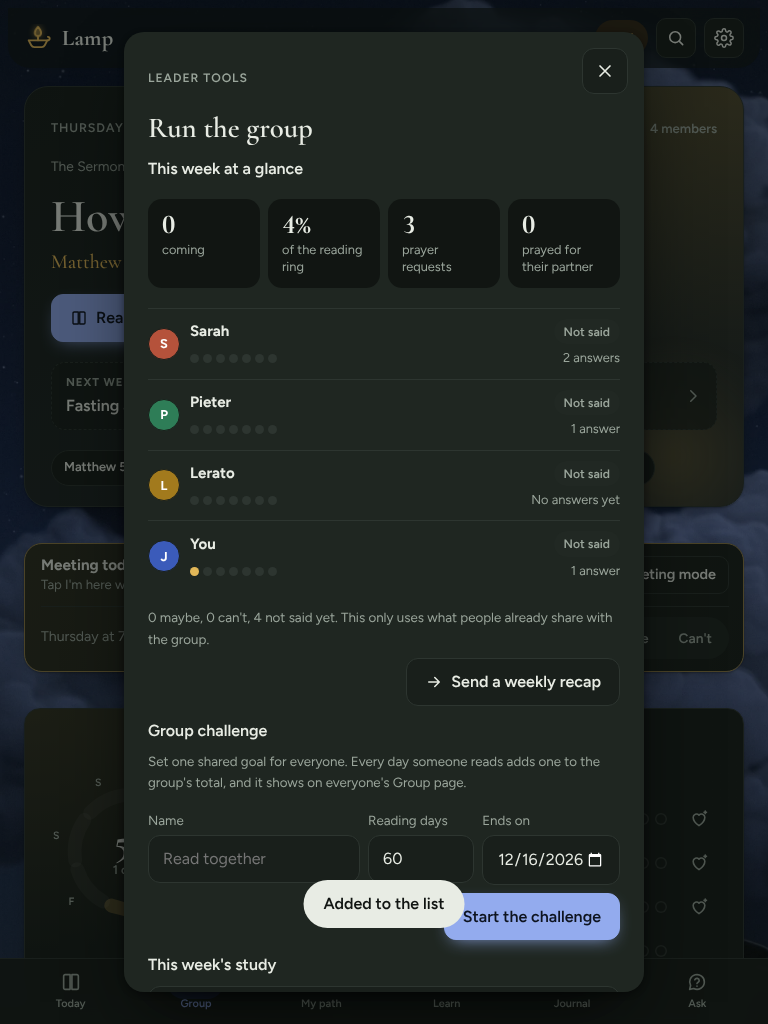 Lamp
LEADER TOOLS
THURSDAY
4 members
Run the group
The Sermon
This week at a glance
How
Matthew
0
coming
4%
of the reading
ring
3
prayer
requests
0
prayed for
their partner
Sarah
Not said
S
2 answers
NEXT WE
Fasting
Pieter
Not said
P
1 answer
Matthew 5
Lerato
Not said
L
No answers yet
You
Not said
J
1 answer
Meeting tod
Tap I'm here w
eting mode
Thursday at 7
e
Can't
0 maybe, 0 can't, 4 not said yet. This only uses what people already share with
the group.
Send a weekly recap
Group challenge
Set one shared goal for everyone. Every day someone reads adds one to the
group's total, and it shows on everyone's Group page.
S
S
F
Name
Reading days
Ends on
Read together
60
12/16/2026
Added to the list
Start the challenge
This week's study
Today
Group
My path
Learn
Journal
Ask